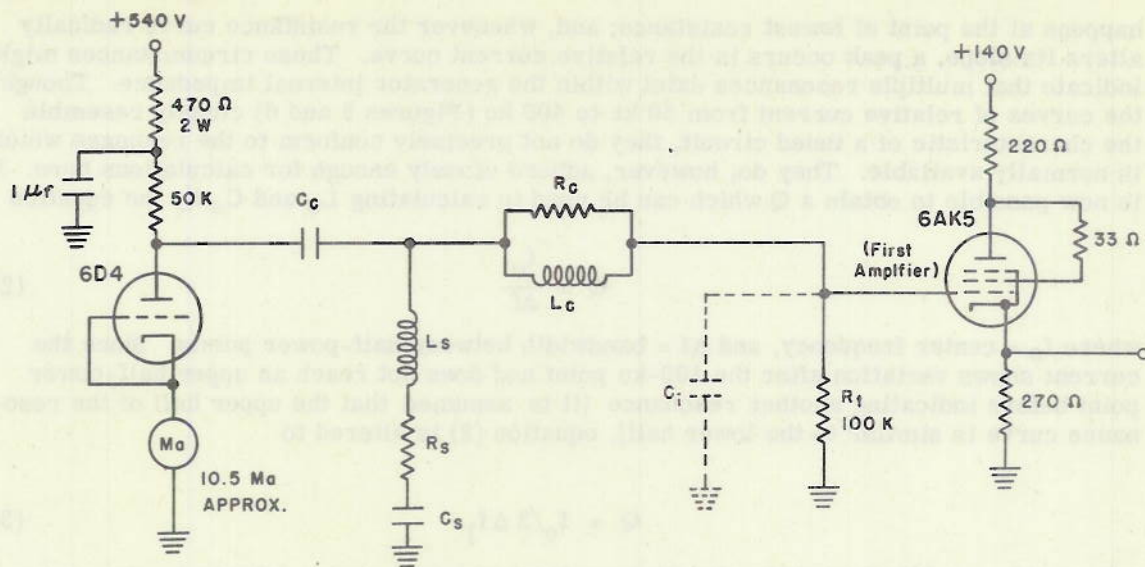 +540 V
470 Ω
2 W
1 μf
50 K
6D4
Ma
10.5 Ma
APPROX.
Cc
Ls
Rs
Cs
Rc
Lc
Ci
R1
100 K
+140 V
220 Ω
6AK5
(First
Amplfier)
33 Ω
270 Ω